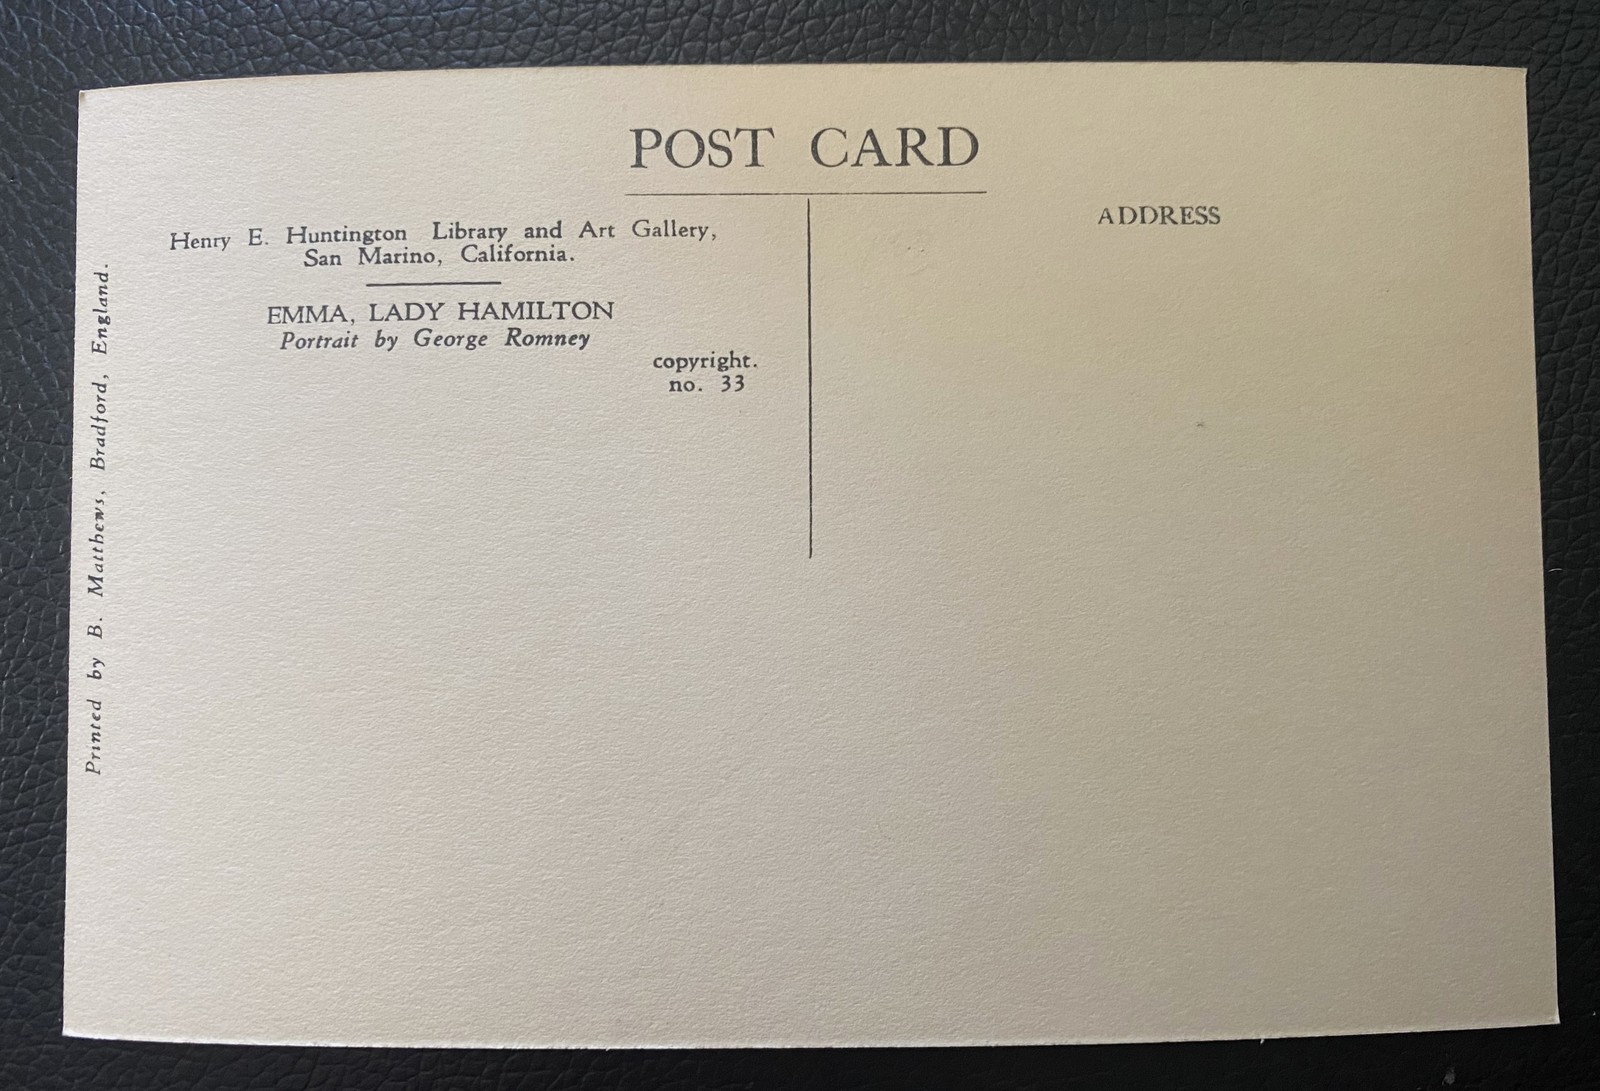 POST CARD
Henry E. Huntington Library and Art Gallery,
San Marino, California.
EMMA, LADY HAMILTON
Portrait by George Romney
copyright.
no. 33
ADDRESS
Printed by B. Matthews, Bradford, England.